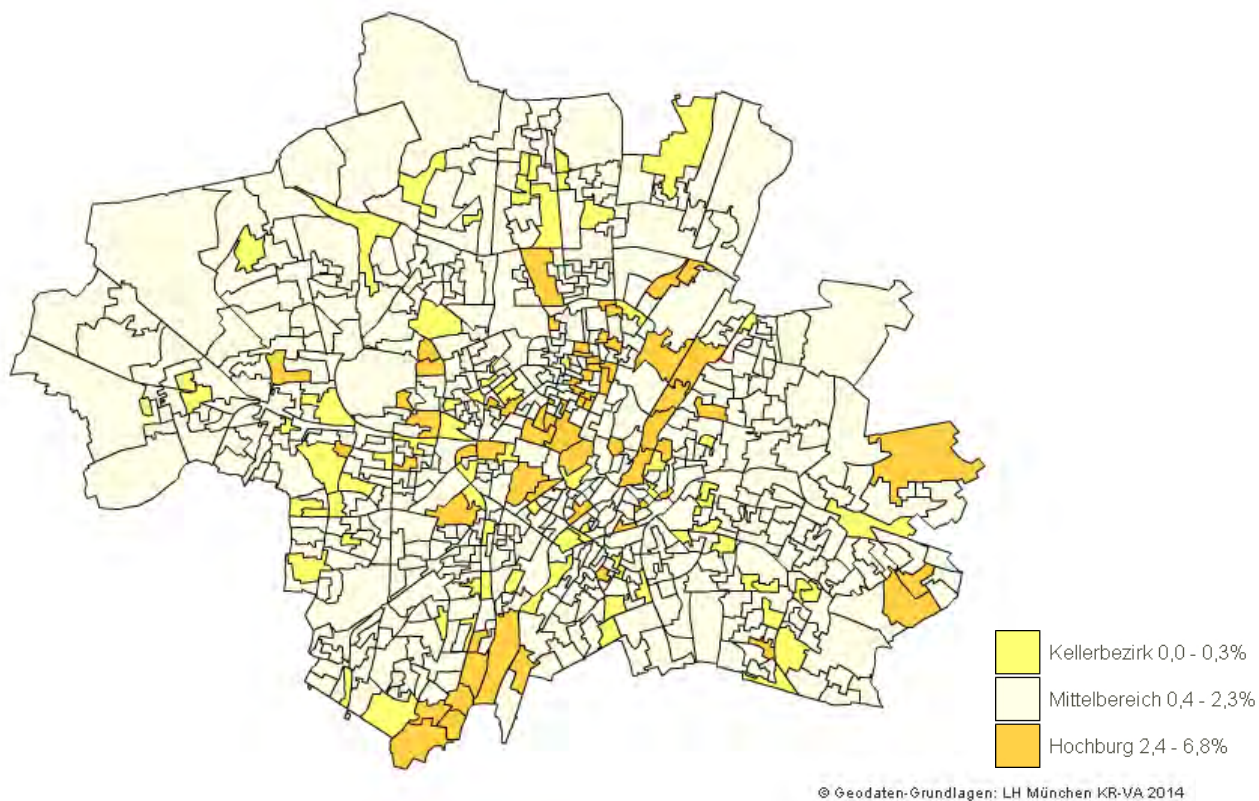 Kellerbezirk 0,0 - 0,3%
Mittelbereich 0,4 - 2,3%
Hochburg 2,4 - 6,8%
© Geodaten-Grundlagen: LH München KR-VA 2014